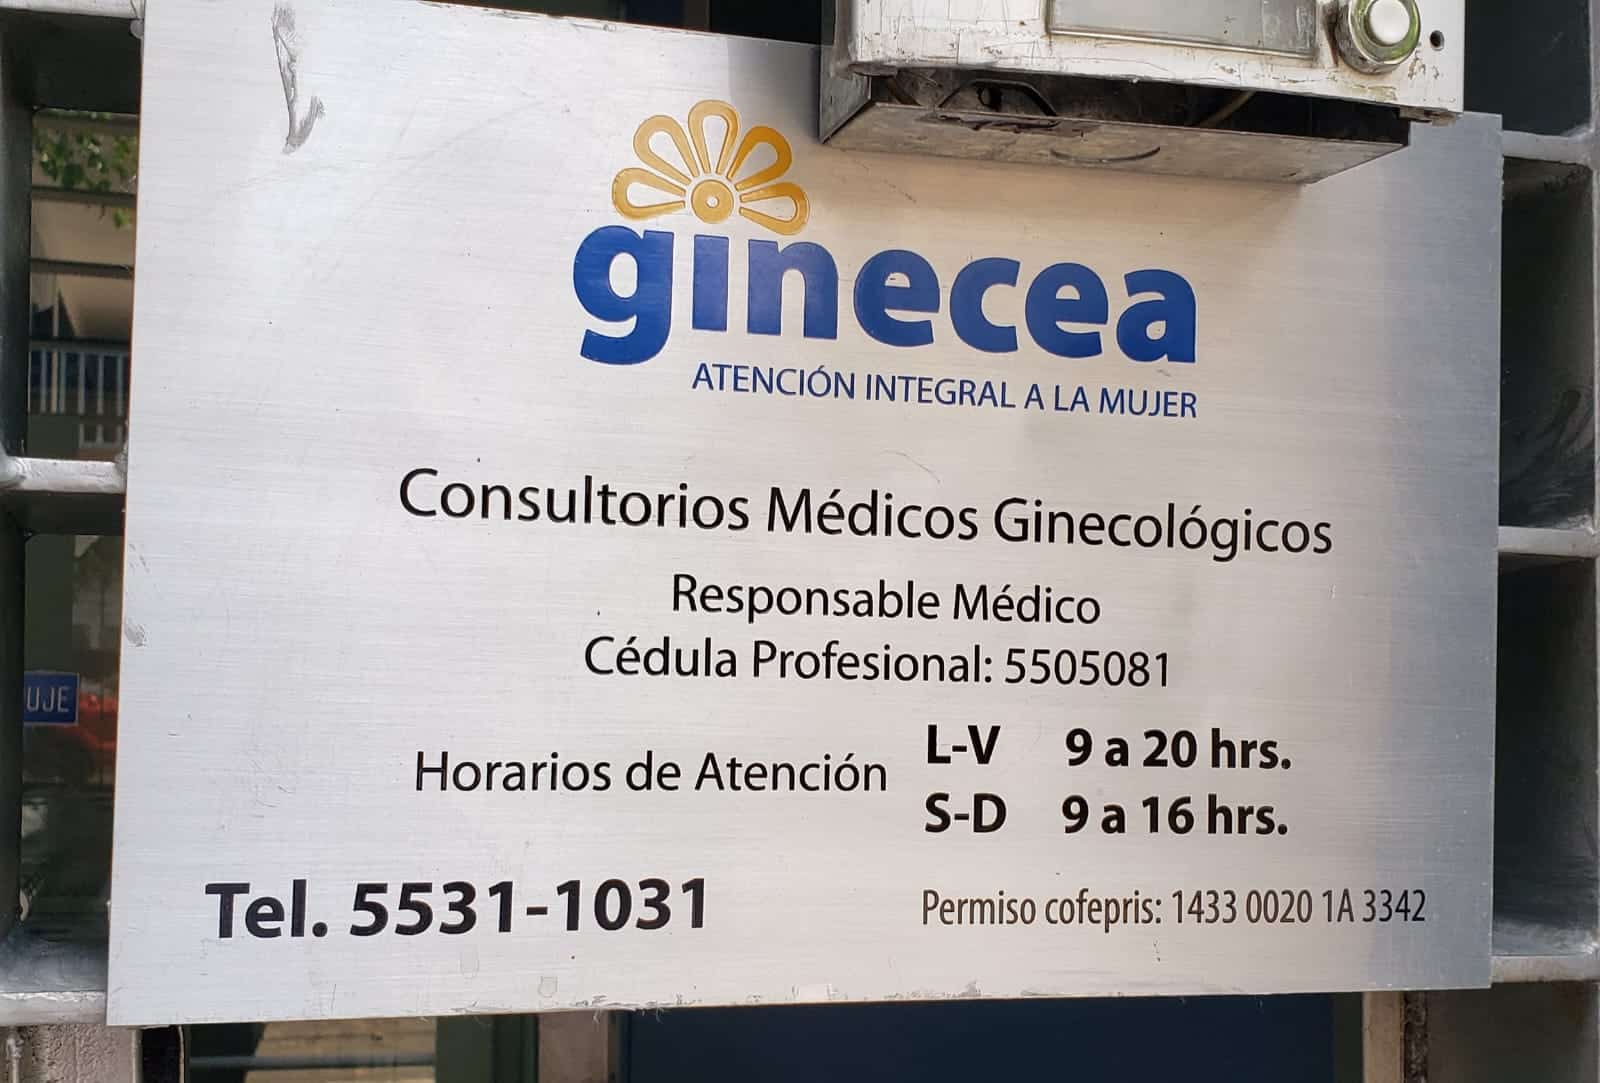 ginecea
ATENCIÓN INTEGRAL A LA MUJER
Consultorios Médicos Ginecológicos
Responsable Médico
Cédula Profesional: 5505081
Horarios de Atención
L-V 9 a 20 hrs.
S-D 9 a 16 hrs.
Tel. 5531-1031
Permiso cofepris: 1433 0020 1A 3342
UJE